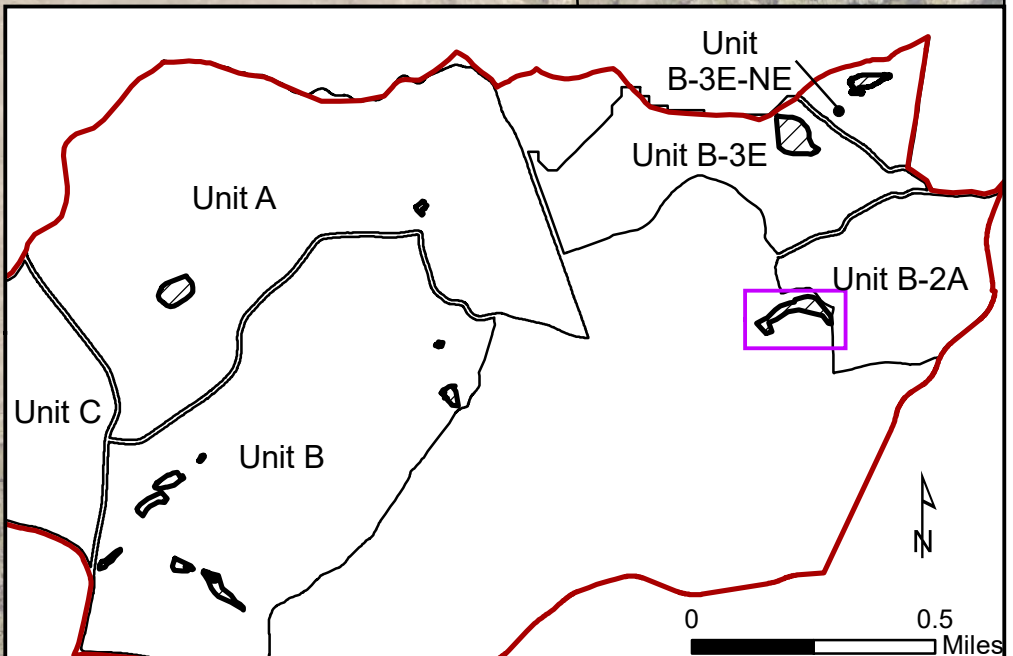 Unit
B-3E-NE
Unit B-3E
Unit A
Unit B-2A
Unit C
Unit B
N
0 0.5
Miles